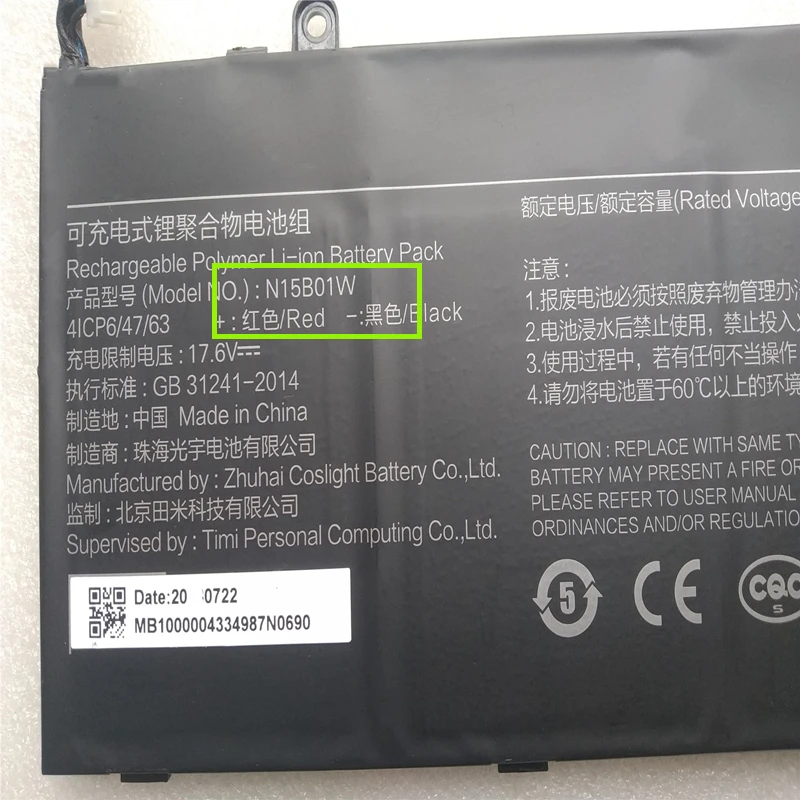 可充电式锂聚合物电池组
Rechargeable Polymer Li-ion Battery Pack
产品型号 (Model NO.) : N15B01W
4ICP6/47/63 + : 红色/Red -:黑色/Black
充电限制电压 : 17.6V⎓
执行标准 : GB 31241-2014
制造地 : 中国 Made in China
制造商 : 珠海光宇电池有限公司
Manufactured by : Zhuhai Coslight Battery Co.,Ltd.
监制 : 北京田米科技有限公司
Supervised by : Timi Personal Computing Co.,Ltd.
Date:20 0722
MB1000004334987N0690
额定电压/额定容量(Rated Voltage
注意 :
1.报废电池必须按照废弃物管理办
2.电池浸水后禁止使用，禁止投入
3.使用过程中，若有任何不当操作
4.请勿将电池置于60℃以上的环境
CAUTION : REPLACE WITH SAME TY
BATTERY MAY PRESENT A FIRE OR
PLEASE REFER TO USER MANUAL
ORDINANCES AND/OR REGULATIO
5
CE
CQC
S